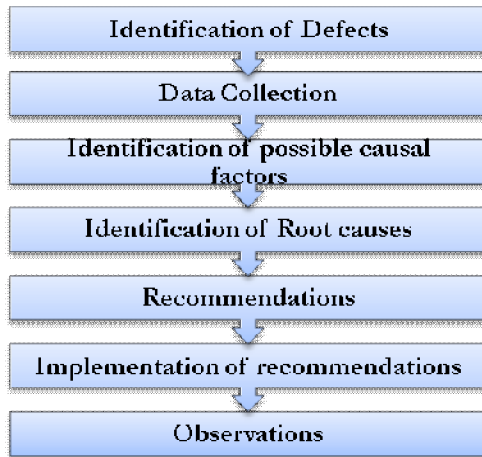 Identification of Defects
Data Collection
Identification of possible causal
factors
Identification of Root causes
Recommendations
Implementation of recommendations
Observations